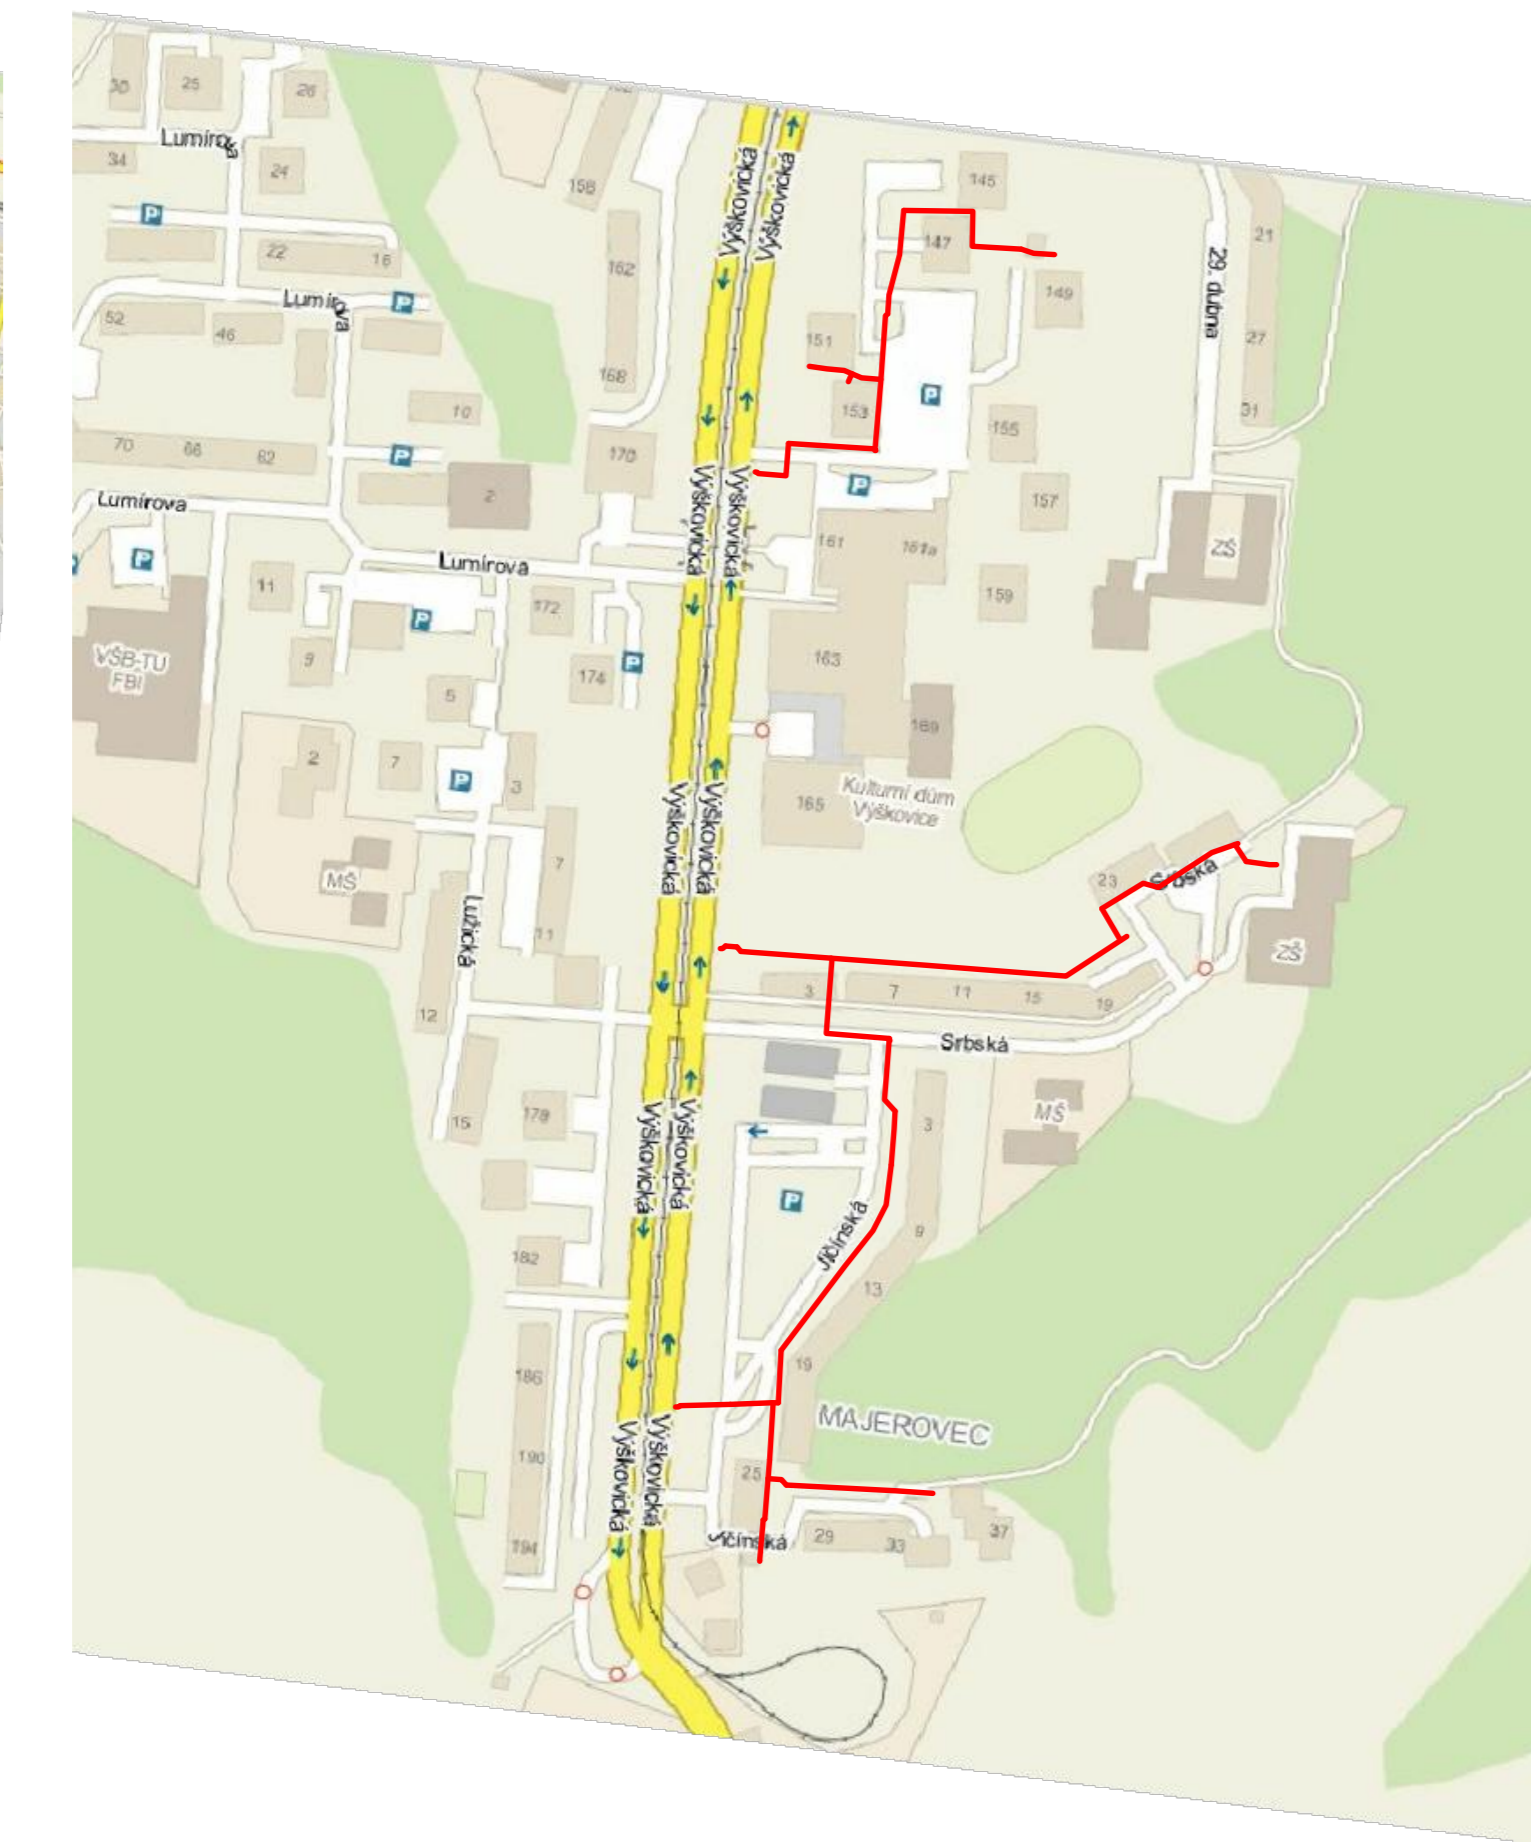 30
25
26
Lumírova
34
24
145
158
P
147
21
22
16
162
Výškovická
Výškovická
29. dubna
149
Lumírova
P
52
46
151
27
168
P
10
153
31
155
70
66
62
P
170
2
P
157
Lumírova
Výškovická
Výškovická
161
161a
ZŠ
P
Lumírova
11
172
P
159
VŠB-TU
FBI
9
174
P
163
5
169
2
7
P
3
Kulturní dům
Výškovice
165
Výškovická
Výškovická
7
MŠ
23
Srbská
Lužická
11
ZŠ
3
7
11
15
19
12
Srbská
15
179
Výškovická
Výškovická
3
MŠ
P
Jičínská
9
182
13
186
19
MAJEROVEC
Výškovická
Výškovická
190
25
194
Jičínská
29
33
37